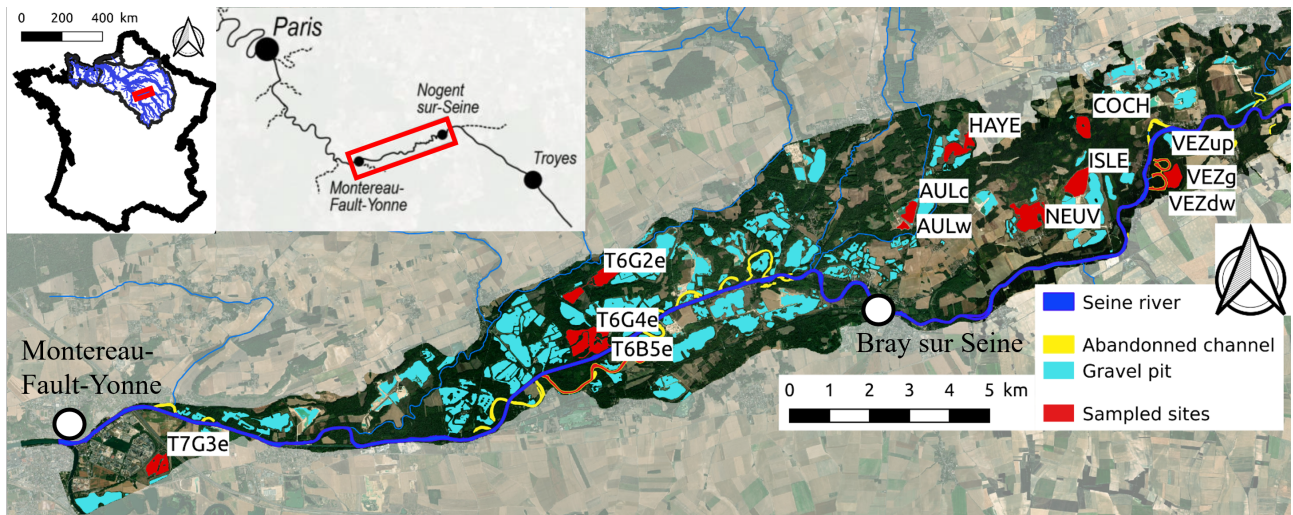 0 200 400 km
Paris
Nogent
sur-Seine
Troyes
Montereau-
Fault-Yonne
COCH
HAYE
VEZup
ISLE
VEZg
AULc
VEZdw
NEUV
AULw
T6G2e
T6G4e
T6B5e
Montereau-
Fault-Yonne
Bray sur Seine
T7G3e
Seine river
Abandonned channel
Gravel pit
Sampled sites
0 1 2 3 4 5 km